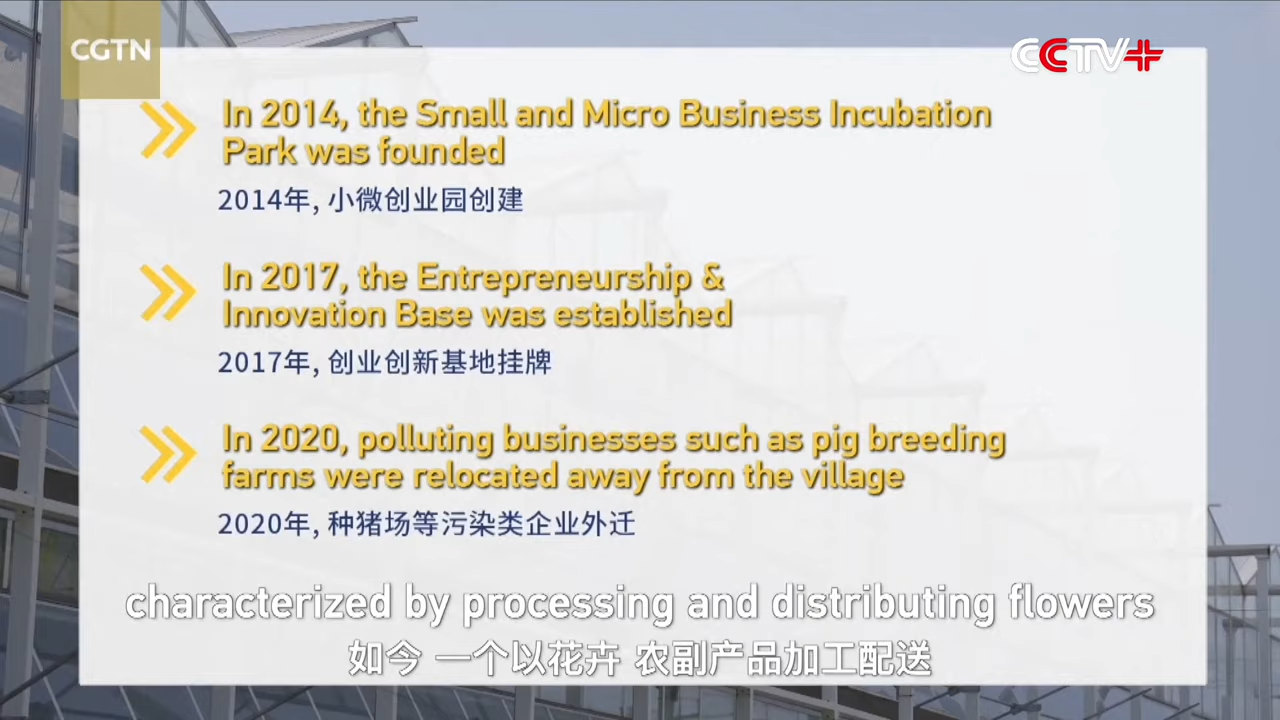 CGTN
CCTV+
In 2014, the Small and Micro Business Incubation
Park was founded
2014年, 小微创业园创建
In 2017, the Entrepreneurship &
Innovation Base was established
2017年, 创业创新基地挂牌
In 2020, polluting businesses such as pig breeding
farms were relocated away from the village
2020年, 种猪场等污染类企业外迁
characterized by processing and distributing flowers
如今 一个以花卉 农副产品加工配送